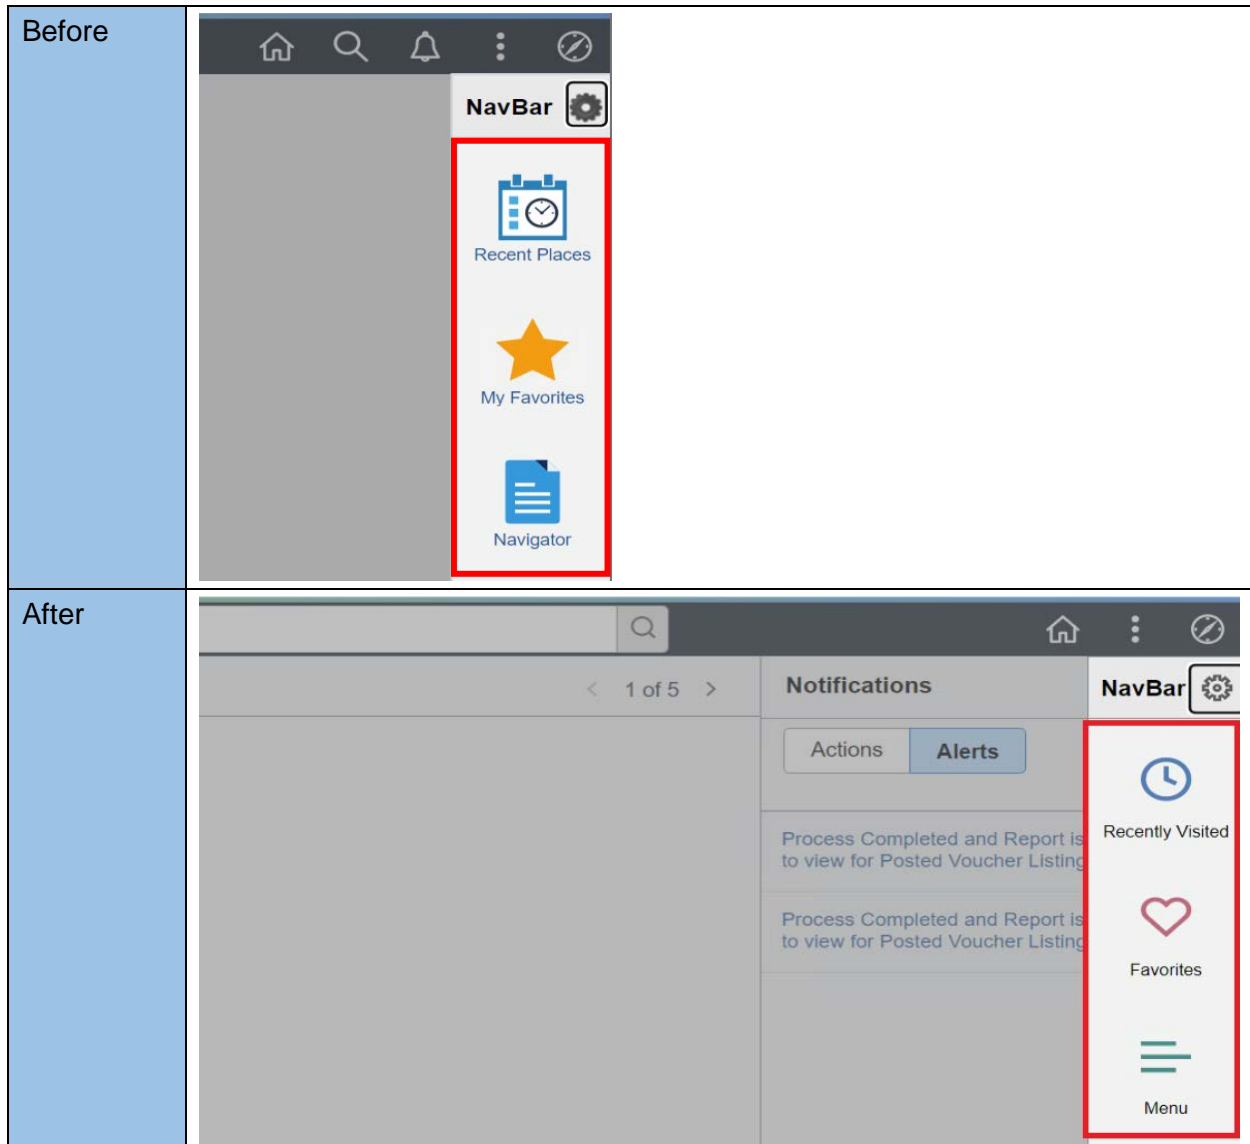 Before
NavBar
Recent Places
My Favorites
Navigator
After
1 of 5
Notifications
NavBar
Actions
Alerts
Process Completed and Report is
to view for Posted Voucher Listing
Process Completed and Report is
to view for Posted Voucher Listing
Recently Visited
Favorites
Menu